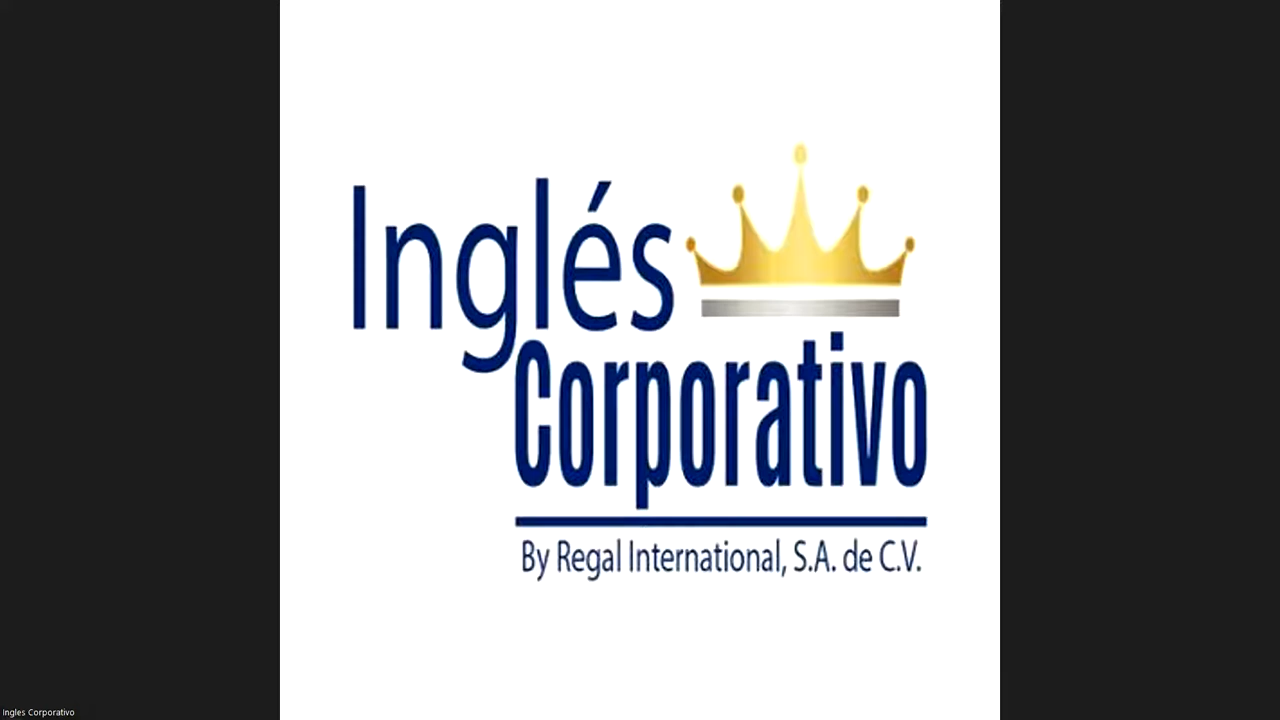 Inglés
Corporativo
By Regal International, S.A. de C.V.
Ingles Corporativo